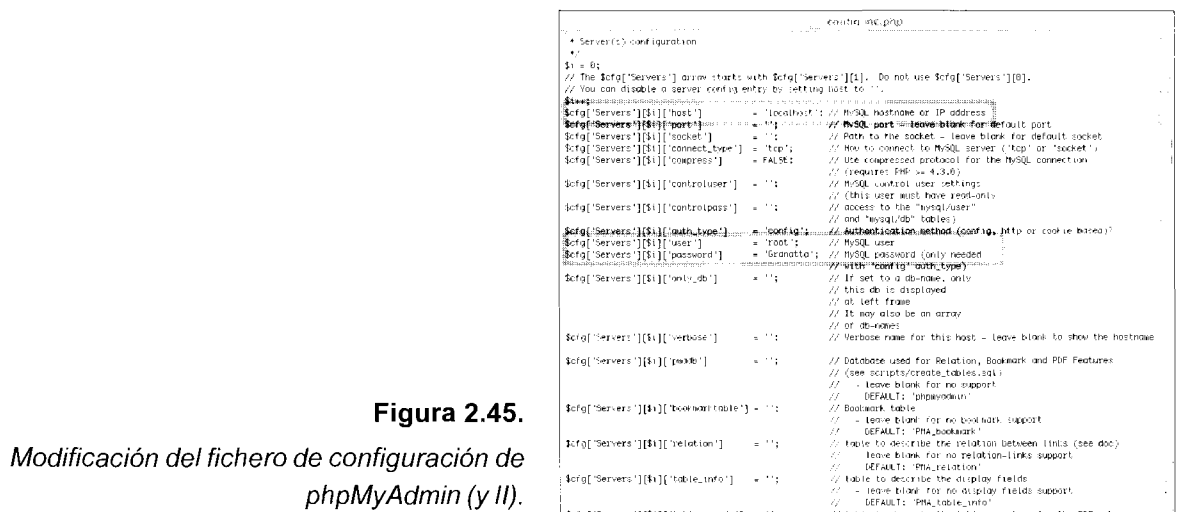 config.inc.php
* Server(s) configuration
*/
$i = 0;
// The $cfg['Servers'] array starts with $cfg['Servers'][1]. Do not use $cfg['Servers'][0].
// You can disable a server config entry by setting host to ''.
$i++;
$cfg['Servers'][$i]['host'] = 'localhost'; // MySQL hostname or IP address
$cfg['Servers'][$i]['port'] = ''; // MySQL port - leave blank for default port
$cfg['Servers'][$i]['socket'] = ''; // Path to the socket - leave blank for default socket
$cfg['Servers'][$i]['connect_type'] = 'tcp'; // How to connect to MySQL server ('tcp' or 'socket')
$cfg['Servers'][$i]['compress'] = FALSE; // Use compressed protocol for the MySQL connection
// (requires PHP >= 4.3.0)
$cfg['Servers'][$i]['controluser'] = ''; // MySQL control user settings
// (this user must have read-only
$cfg['Servers'][$i]['controlpass'] = ''; // access to the "mysql/user"
// and "mysql/db" tables)
$cfg['Servers'][$i]['auth_type'] = 'config'; // Authentication method (config, http or cookie based)?
$cfg['Servers'][$i]['user'] = 'root'; // MySQL user
$cfg['Servers'][$i]['password'] = 'Granatta'; // MySQL password (only needed
// with 'config' auth_type)
$cfg['Servers'][$i]['only_db'] = ''; // If set to a db-name, only
// this db is displayed
// at left frame
// It may also be an array
// of db-names
$cfg['Servers'][$i]['verbose'] = ''; // Verbose name for this host - leave blank to show the hostname
$cfg['Servers'][$i]['pmadb'] = ''; // Database used for Relation, Bookmark and PDF Features
// (see scripts/create_tables.sql)
// - leave blank for no support
// DEFAULT: 'phpmyadmin'
$cfg['Servers'][$i]['bookmarktable'] = ''; // Bookmark table
// - leave blank for no bookmark support
// DEFAULT: 'PMA_bookmark'
$cfg['Servers'][$i]['relation'] = ''; // table to describe the relation between links (see doc)
// leave blank for no relation-links support
// DEFAULT: 'PMA_relation'
$cfg['Servers'][$i]['table_info'] = ''; // table to describe the display fields
// - leave blank for no display fields support
// DEFAULT: 'PMA_table_info'
Figura 2.45.
Modificación del fichero de configuración de
phpMyAdmin (y II).